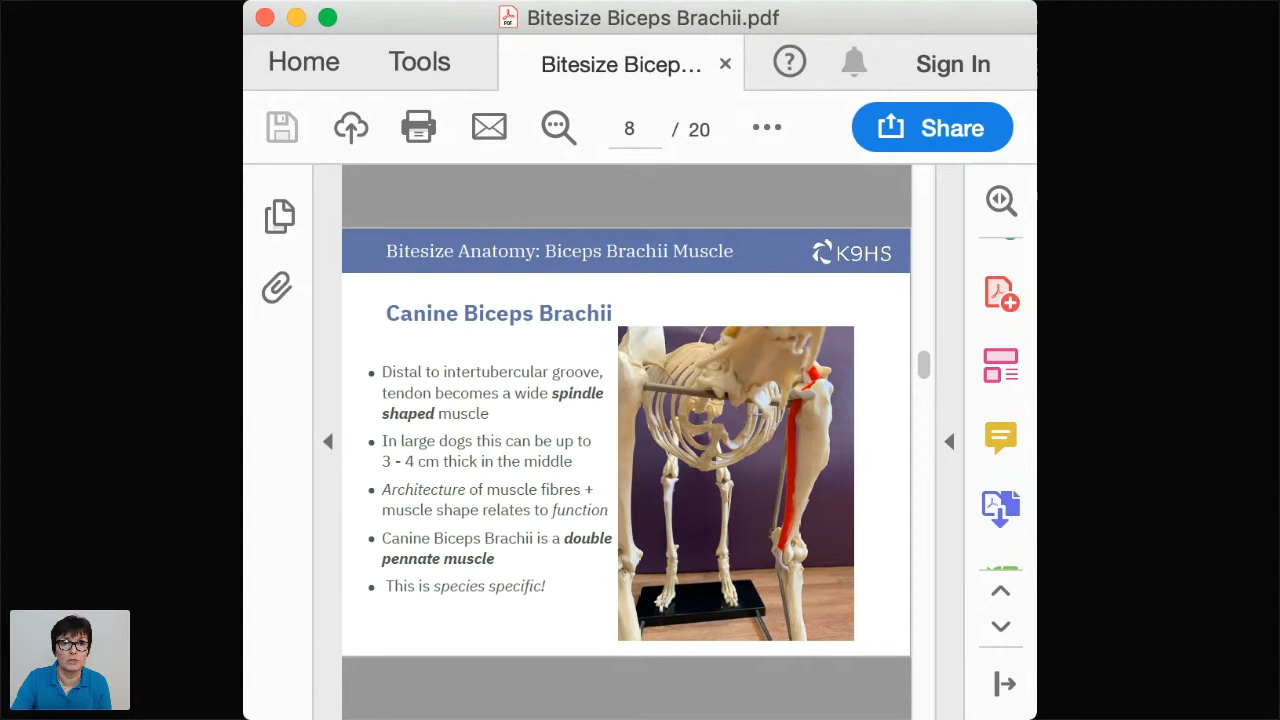 Bitesize Biceps Brachii.pdf
Home
Tools
Bitesize Bicep...
Sign In
8 / 20
Share
Bitesize Anatomy: Biceps Brachii Muscle
K9HS
Canine Biceps Brachii
Distal to intertubercular groove,
tendon becomes a wide spindle
shaped muscle
In large dogs this can be up to
3 - 4 cm thick in the middle
Architecture of muscle fibres +
muscle shape relates to function
Canine Biceps Brachii is a double
pennate muscle
This is species specific!